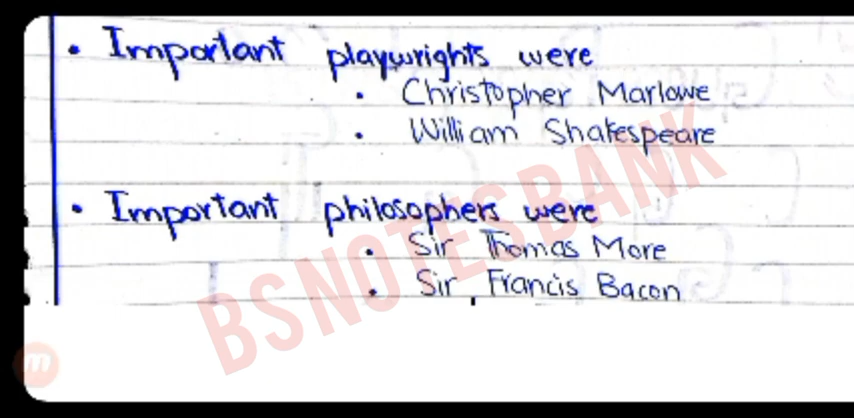 • Important playwrights were
• Christopher Marlowe
• William Shakespeare
• Important philosophers were
• Sir Thomas More
• Sir Francis Bacon
BSNOTESBANK
m